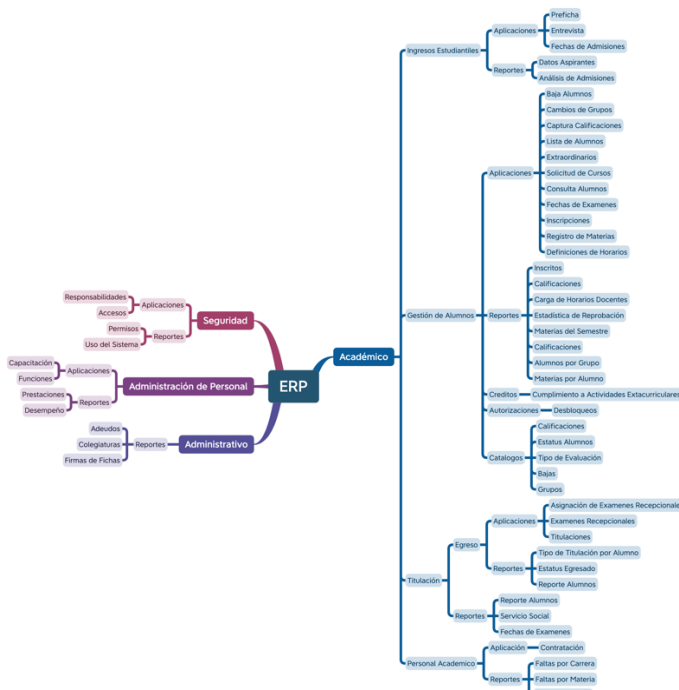 ERP
Seguridad
Aplicaciones
Responsabilidades
Accesos
Reportes
Permisos
Uso del Sistema
Administración de Personal
Aplicaciones
Capacitación
Funciones
Reportes
Prestaciones
Desempeño
Administrativo
Reportes
Adeudos
Colegiaturas
Firmas de Fichas
Académico
Ingresos Estudiantiles
Aplicaciones
Preficha
Entrevista
Fechas de Admisiones
Reportes
Datos Aspirantes
Análisis de Admisiones
Gestión de Alumnos
Aplicaciones
Baja Alumnos
Cambios de Grupos
Captura Calificaciones
Lista de Alumnos
Extraordinarios
Solicitud de Cursos
Consulta Alumnos
Fechas de Examenes
Inscripciones
Registro de Materias
Definiciones de Horarios
Reportes
Inscritos
Calificaciones
Carga de Horarios Docentes
Estadística de Reprobación
Materias del Semestre
Calificaciones
Alumnos por Grupo
Materias por Alumno
Creditos
Cumplimiento a Actividades Extacurriculares
Autorizaciones
Desbloqueos
Catalogos
Calificaciones
Estatus Alumnos
Tipo de Evaluación
Bajas
Grupos
Titulación
Egreso
Aplicaciones
Asignación de Examenes Recepcionales
Examenes Recepcionales
Titulaciones
Reportes
Tipo de Titulación por Alumno
Estatus Egresado
Reporte Alumnos
Reportes
Reporte Alumnos
Servicio Social
Fechas de Examenes
Personal Academico
Aplicación
Contratación
Reportes
Faltas por Carrera
Faltas por Materia